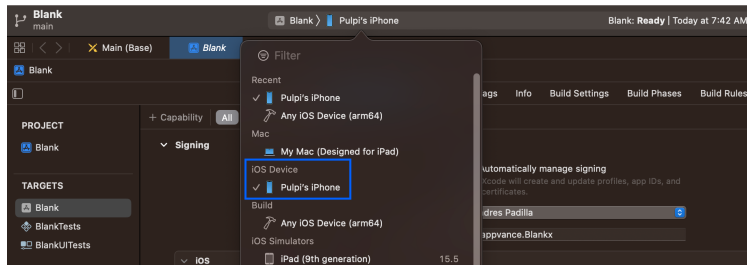 Blank
main
Blank 〉 Pulpi's iPhone
Blank: Ready | Today at 7:42 AM
Main (Base)
Blank
Blank
Filter
Recent
✓ Pulpi's iPhone
Any iOS Device (arm64)
Mac
My Mac (Designed for iPad)
iOS Device
✓ Pulpi's iPhone
Build
Any iOS Device (arm64)
iOS Simulators
iPad (9th generation) 15.5
PROJECT
Blank
TARGETS
Blank
BlankTests
BlankUITests
+ Capability All
Signing
iOS
ags Info Build Settings Build Phases Build Rules
Automatically manage signing
Xcode will create and update profiles, app IDs, and
certificates.
dres Padilla
appvance.Blankx